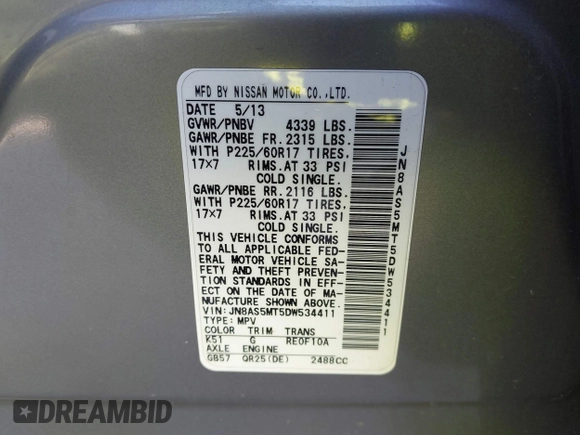 MFD BY NISSAN MOTOR CO.,LTD.
DATE 5/13
GVWR/PNBV 4339 LBS.
GAWR/PNBE FR. 2315 LBS.
WITH P225/60R17 TIRES,
17×7 RIMS.AT 33 PSI
COLD SINGLE.
GAWR/PNBE RR. 2116 LBS.
WITH P225/60R17 TIRES,
17×7 RIMS.AT 33 PSI
COLD SINGLE.
THIS VEHICLE CONFORMS
TO ALL APPLICABLE FED-
ERAL MOTOR VEHICLE SA-
FETY AND THEFT PREVEN-
TION STANDARDS IN EFF-
ECT ON THE DATE OF MA-
NUFACTURE SHOWN ABOVE.
VIN: JN8AS5MT5DW534411
TYPE: MPV
COLOR TRIM TRANS
K51 G RE0F10A
AXLE ENGINE
GB57 QR25(DE) 2488CC
JN8AS5MT5DW534411
DREAMBID